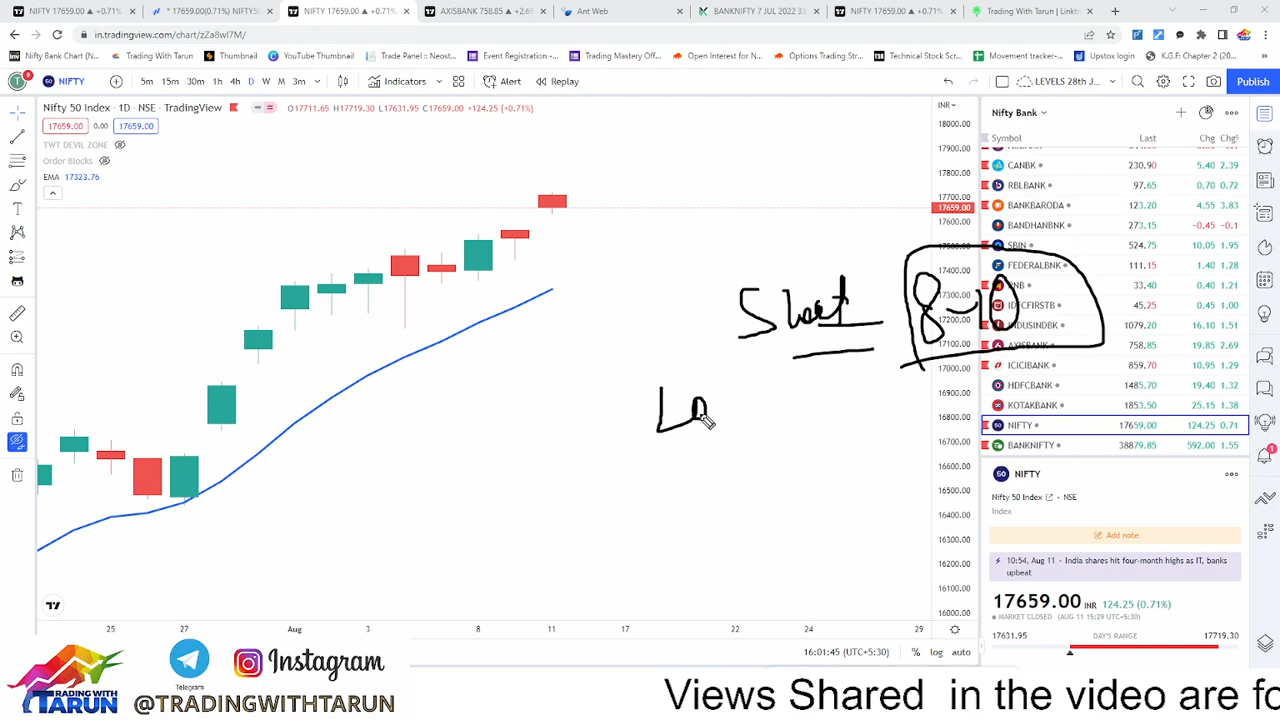 NIFTY 17659.00 ▲ +0.71%
* 17659.00(0.71%) NIFTY50
NIFTY 17659.00 ▲ +0.71%
AXISBANK 758.85 ▲ +2.69
Ant Web
BANKNIFTY 7 JUL 2022 33
NIFTY 17659.00 ▲ +0.71%
Trading With Tarun | Linktr
in.tradingview.com/chart/zZa8wI7M/
Nifty Bank Chart (N...
Trading With Tarun
Thumbnail
YouTube Thumbnail
Trade Panel :: Neost...
Event Registration -...
Trading Mastery Off...
Open Interest for N...
Options Trading Str...
Technical Stock Scr...
Movement tracker-...
Upstox login
K.G.F: Chapter 2 (20...
NIFTY 5m 15m 30m 1h 4h D W M 3m Indicators Alert Replay LEVELS 28th J... Publish
Nifty 50 Index · 1D · NSE · TradingView O17711.65 H17719.30 L17631.95 C17659.00 +124.25 (+0.71%)
17659.00 0.00 17659.00
TWT DEVIL ZONE
Order Blocks
EMA 17323.76
INR
18000.00
17900.00
17800.00
17700.00
17659.00
17600.00
17400.00
17300.00
17200.00
17100.00
17000.00
16900.00
16800.00
16700.00
16600.00
16500.00
16400.00
16300.00
16200.00
16100.00
16000.00
8-10
25 27 Aug 3 8 11 17 22 24 29
16:01:45 (UTC+5:30) % log auto
Nifty Bank
Symbol Last Chg Chg%
CANBK 230.90 5.40 2.39
RBLBANK 97.65 0.70 0.72
BANKBARODA 123.20 4.55 3.83
BANDHANBNK 273.15 -0.45 -0.1
SBIN 524.75 10.05 1.95
FEDERALBNK 111.15 1.40 1.28
PNB 33.40 0.40 1.21
IDFCFIRSTB 45.25 0.45 1.00
INDUSINDBK 1079.20 16.10 1.51
AXISBANK 758.85 19.85 2.69
ICICIBANK 859.70 10.95 1.29
HDFCBANK 1485.70 19.40 1.32
KOTAKBANK 1853.50 25.15 1.38
NIFTY 17659.00 124.25 0.71
BANKNIFTY 38879.85 592.00 1.55
NIFTY
Nifty 50 Index · NSE
Index
Add note
10:54, Aug 11 · India shares hit four-month highs as IT, banks
upbeat
17659.00 INR 124.25 (0.71%)
MARKET CLOSED (AUG 11 15:29 UTC+5:30)
17631.95 DAY'S RANGE 17719.30
TRADING WITH
TARUN
Telegram
Instagram
@TRADINGWITHTARUN
Views Shared in the video are fo